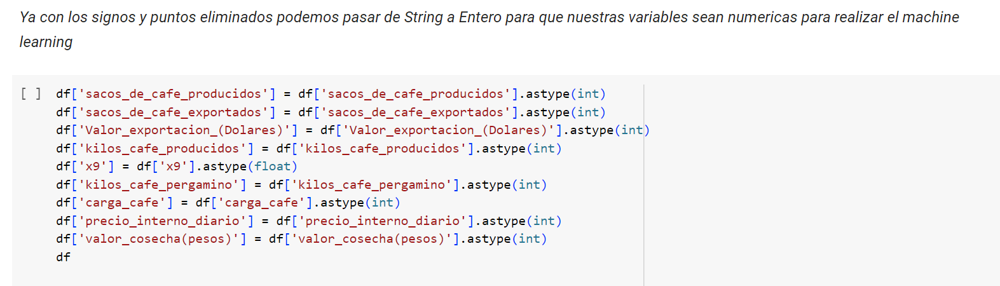 Ya con los signos y puntos eliminados podemos pasar de String a Entero para que nuestras variables sean numericas para realizar el machine
learning
[ ] df['sacos_de_cafe_producidos'] = df['sacos_de_cafe_producidos'].astype(int)
df['sacos_de_cafe_exportados'] = df['sacos_de_cafe_exportados'].astype(int)
df['Valor_exportacion_(Dolares)'] = df['Valor_exportacion_(Dolares)'].astype(int)
df['kilos_cafe_producidos'] = df['kilos_cafe_producidos'].astype(int)
df['x9'] = df['x9'].astype(float)
df['kilos_cafe_pergamino'] = df['kilos_cafe_pergamino'].astype(int)
df['carga_cafe'] = df['carga_cafe'].astype(int)
df['precio_interno_diario'] = df['precio_interno_diario'].astype(int)
df['valor_cosecha(pesos)'] = df['valor_cosecha(pesos)'].astype(int)
df